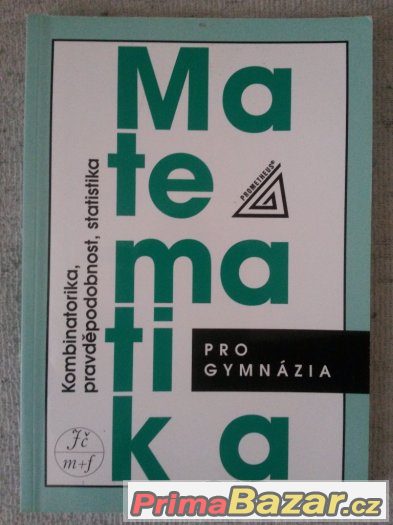 Ma
te
ma
ti
ka
Kombinatorika,
pravděpodobnost, statistika
PROMETHEUS®
PRO
GYMNÁZIA
Jč
m+f
PrimaBazar.cz